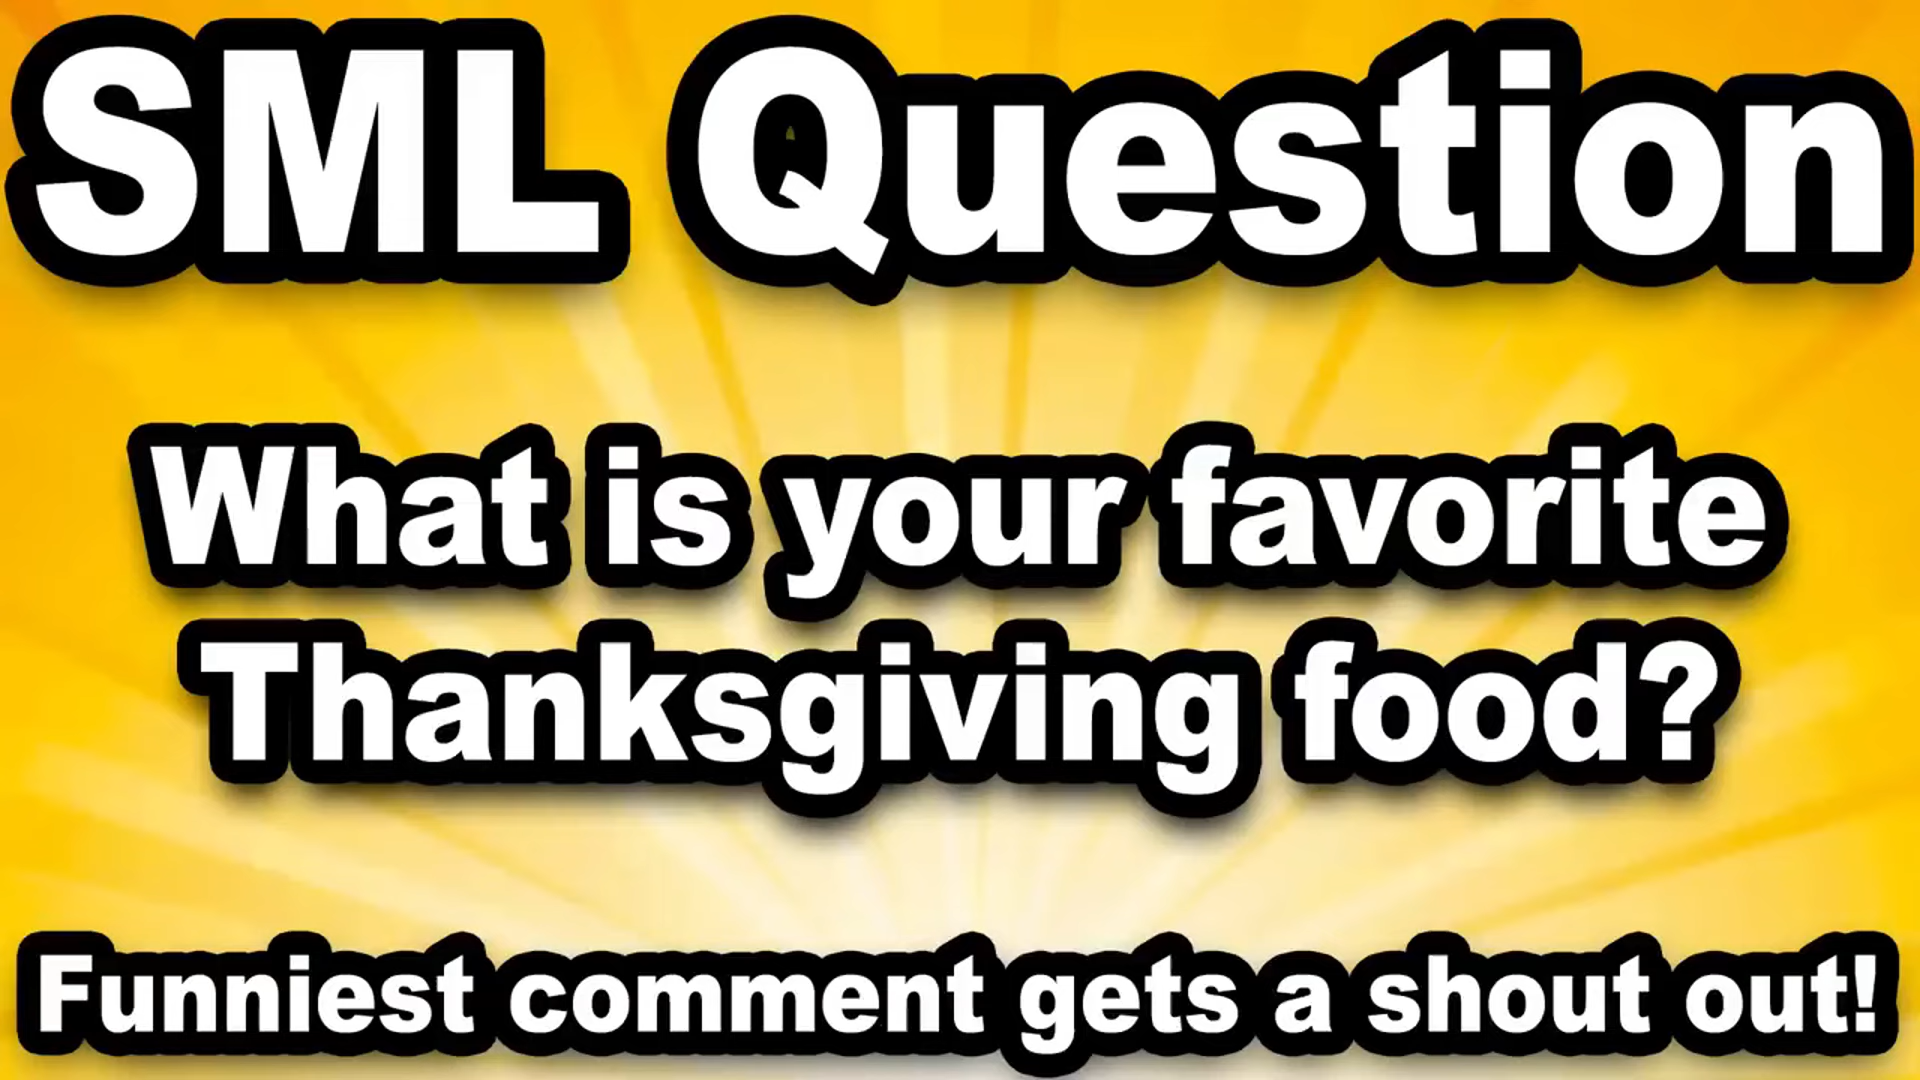 SML Question
What is your favorite
Thanksgiving food?
Funniest comment gets a shout out!